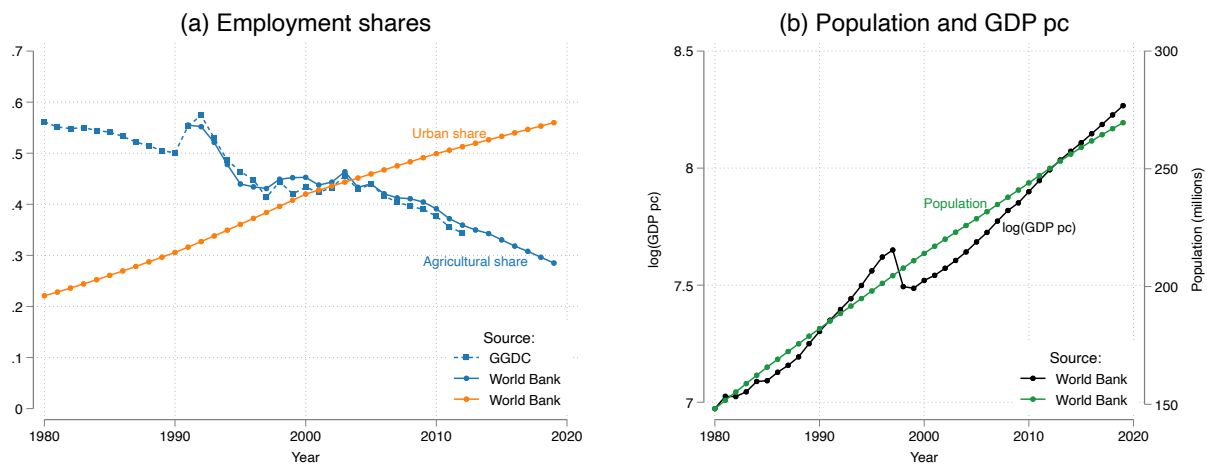 (a) Employment shares
.7
.6
.5
.4
.3
.2
.1
0
Urban share
Agricultural share
Source:
GGDC
World Bank
World Bank
1980
1990
2000
2010
2020
Year
(b) Population and GDP pc
8.5
8
7.5
7
log(GDP pc)
300
250
200
150
Population (millions)
Population
log(GDP pc)
Source:
World Bank
World Bank
1980
1990
2000
2010
2020
Year